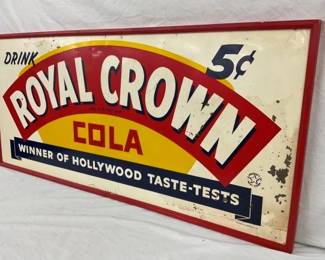 DRINK
5¢
ROYAL CROWN
COLA
WINNER OF HOLLYWOOD TASTE-TESTS